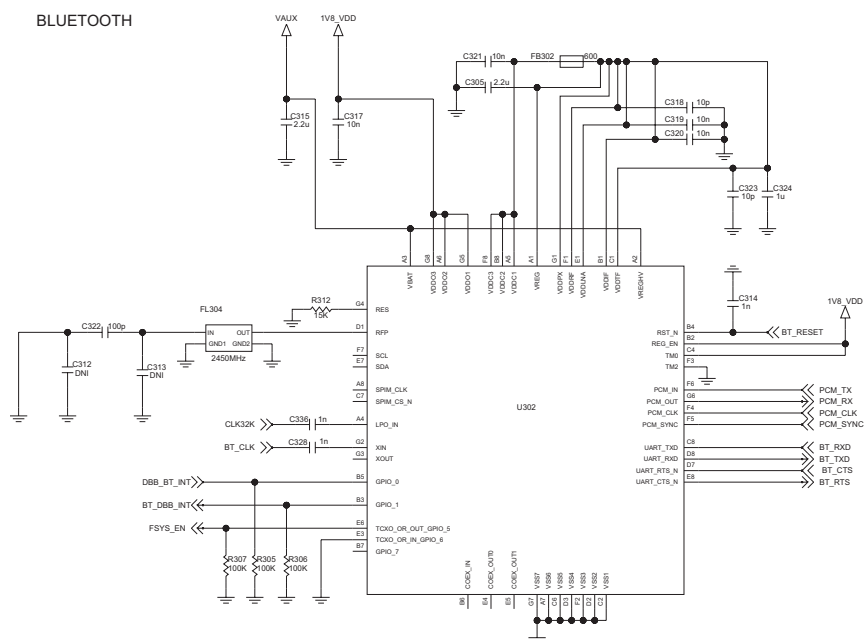 BLUETOOTH
VAUX
1V8_VDD
C321 10n
FB302 600
C305 2.2u
C315
2.2u
C317
10n
C318 10p
C319 10n
C320 10n
C323
10p
C324
1u
A3 G8 A6 G5 F8 B8 A5 A1 G1 F1 E1 B1 C1 A2
VBAT VDDO3 VDDO2 VDDO1 VDDC3 VDDC2 VDDC1 VREG VDDPX VDDRF VDDLNA VDDIF VDDTF VREGHV
C314
1n
1V8_VDD
R312
15K
G4 RES
FL304
C322 100p
IN OUT
GND1 GND2
2450MHz
D1 RFP
C312
DNI
C313
DNI
F7 SCL
E7 SDA
A8 SPIM_CLK
C7 SPIM_CS_N
U302
CLK32K C336 1n A4 LPO_IN
BT_CLK C328 1n G2 XIN
G3 XOUT
DBB_BT_INT B5 GPIO_0
BT_DBB_INT B3 GPIO_1
FSYS_EN E6 TCXO_OR_OUT_GPIO_5
E3 TCXO_OR_IN_GPIO_6
B7 GPIO_7
RST_N B4 BT_RESET
REG_EN B2
TM0 C4
TM2 F3
PCM_IN F6 PCM_TX
PCM_OUT G6 PCM_RX
PCM_CLK F4 PCM_CLK
PCM_SYNC F5 PCM_SYNC
UART_TXD C8 BT_RXD
UART_RXD D8 BT_TXD
UART_RTS_N D7 BT_CTS
UART_CTS_N E8 BT_RTS
R307
100K
R305
100K
R306
100K
COEX_IN COEX_OUT0 COEX_OUT1 VSS7 VSS6 VSS5 VSS4 VSS3 VSS2 VSS1
B6 E4 E5 G7 A7 C6 D3 F2 D2 C2